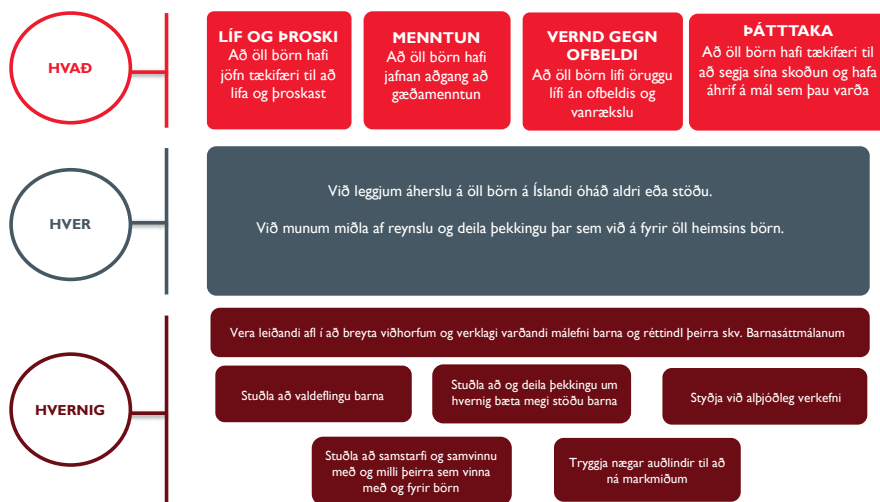 HVAÐ
LÍF OG ÞROSKI
Að öll börn hafi
jöfn tækifæri til að
lifa og þroskast
MENNTUN
Að öll börn hafi
jafnan aðgang að
gæðamenntun
VERND GEGN
OFBELDI
Að öll börn lifi öruggu
lífi án ofbeldis og
vanrækslu
ÞÁTTTAKA
Að öll börn hafi tækifæri til
að segja sína skoðun og hafa
áhrif á mál sem þau varða
HVER
Við leggjum áherslu á öll börn á Íslandi óháð aldri eða stöðu.
Við munum miðla af reynslu og deila þekkingu þar sem við á fyrir öll heimsins börn.
HVERNIG
Vera leiðandi afl í að breyta viðhorfum og verklagi varðandi málefni barna og réttindl þeirra skv. Barnasáttmálanum
Stuðla að valdeflingu barna
Stuðla að og deila þekkingu um
hvernig bæta megi stöðu barna
Styðja við alþjóðleg verkefni
Stuðla að samstarfi og samvinnu
með og milli þeirra sem vinna
með og fyrir börn
Tryggja nægar auðlindir til að
ná markmiðum